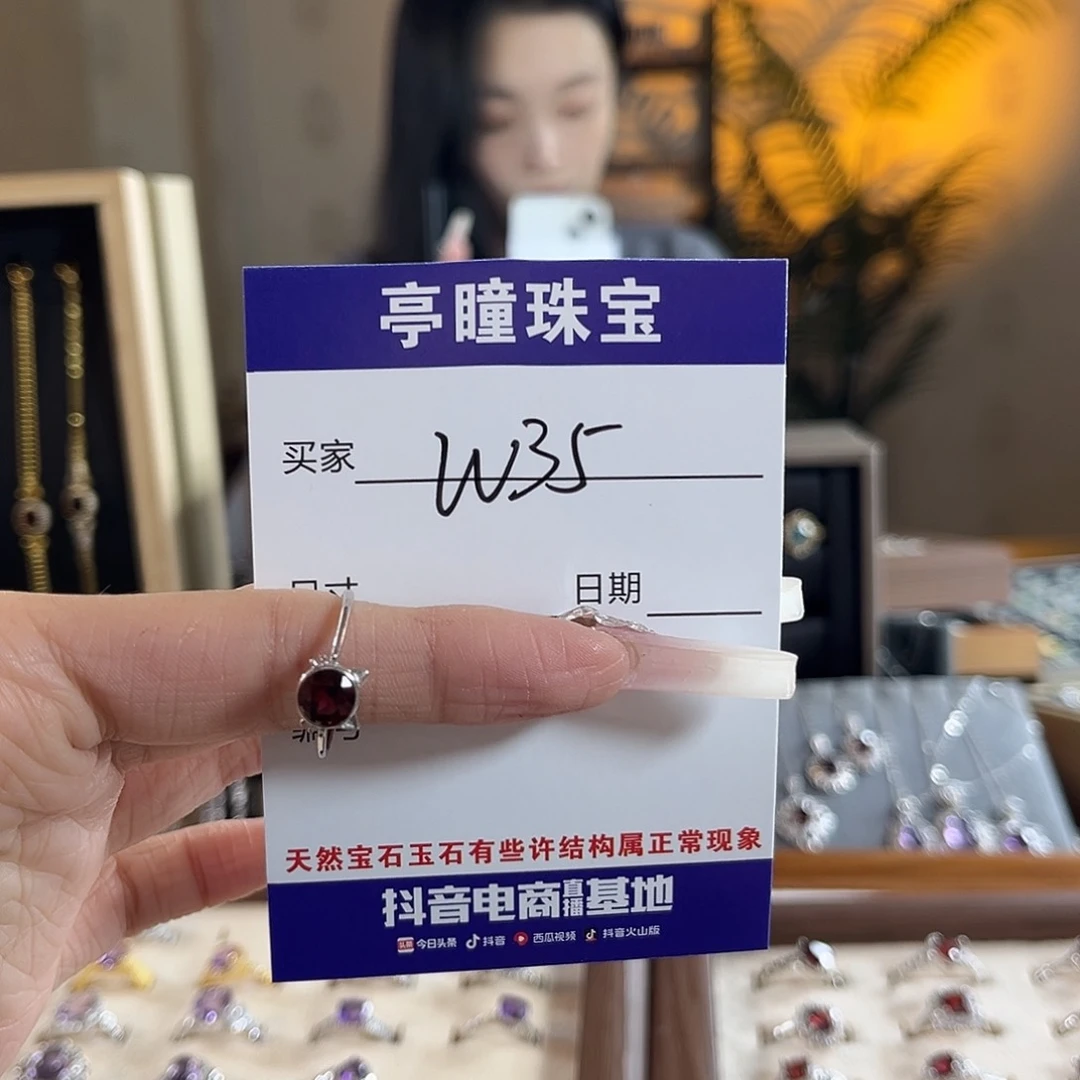 亭瞳珠宝
买家 W35
日期
天然宝石玉石有些许结构属正常现象
抖音电商直播基地
头条 今日头条 抖音 西瓜视频 抖音火山版